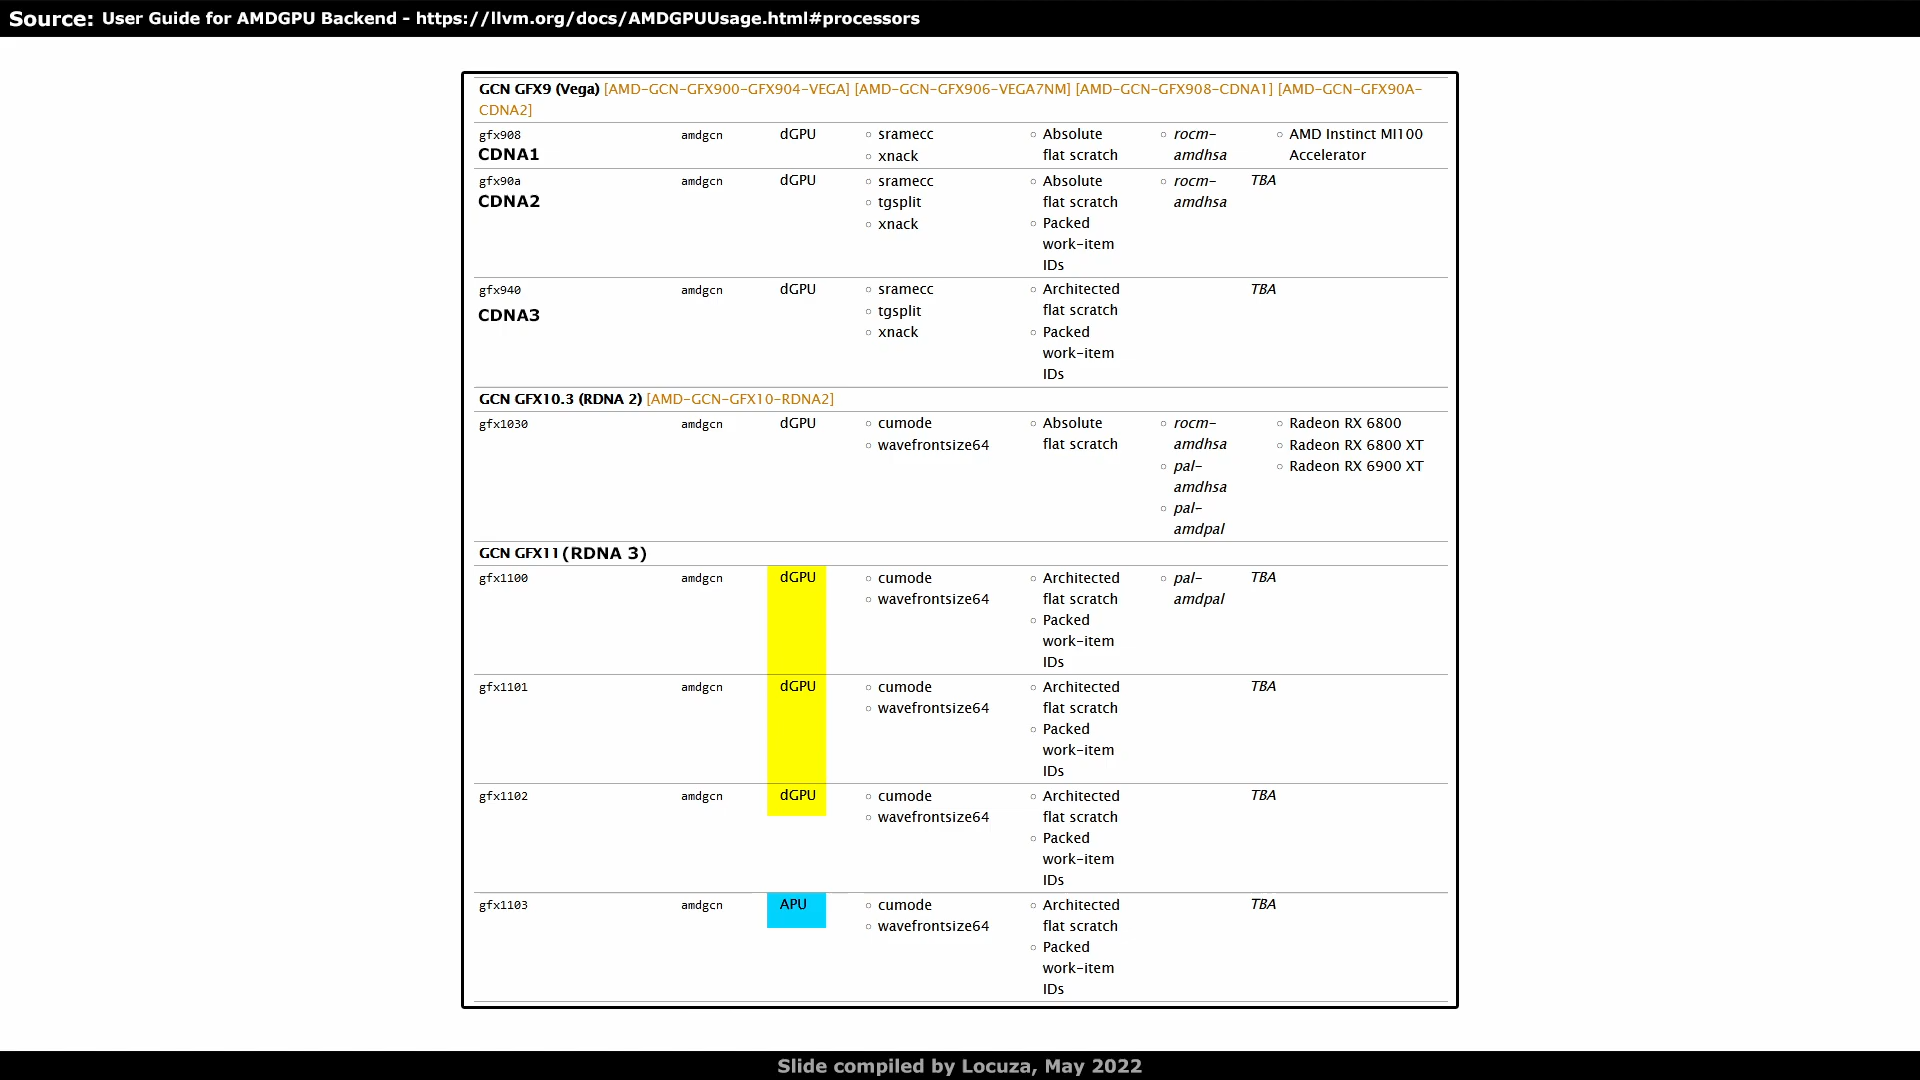 Source: User Guide for AMDGPU Backend - https://llvm.org/docs/AMDGPUUsage.html#processors
GCN GFX9 (Vega) [AMD-GCN-GFX900-GFX904-VEGA] [AMD-GCN-GFX906-VEGA7NM] [AMD-GCN-GFX908-CDNA1] [AMD-GCN-GFX90A-
CDNA2]
gfx908 amdgcn dGPU ◦ sramecc ◦ Absolute ◦ rocm- ◦ AMD Instinct MI100
CDNA1 ◦ xnack flat scratch amdhsa Accelerator
gfx90a amdgcn dGPU ◦ sramecc ◦ Absolute ◦ rocm- TBA
CDNA2 ◦ tgsplit flat scratch amdhsa
◦ xnack ◦ Packed
work-item
IDs
gfx940 amdgcn dGPU ◦ sramecc ◦ Architected TBA
CDNA3 ◦ tgsplit flat scratch
◦ xnack ◦ Packed
work-item
IDs
GCN GFX10.3 (RDNA 2) [AMD-GCN-GFX10-RDNA2]
gfx1030 amdgcn dGPU ◦ cumode ◦ Absolute ◦ rocm- ◦ Radeon RX 6800
◦ wavefrontsize64 flat scratch amdhsa ◦ Radeon RX 6800 XT
◦ pal- ◦ Radeon RX 6900 XT
amdhsa
◦ pal-
amdpal
GCN GFX11 (RDNA 3)
gfx1100 amdgcn dGPU ◦ cumode ◦ Architected ◦ pal- TBA
◦ wavefrontsize64 flat scratch amdpal
◦ Packed
work-item
IDs
gfx1101 amdgcn dGPU ◦ cumode ◦ Architected TBA
◦ wavefrontsize64 flat scratch
◦ Packed
work-item
IDs
gfx1102 amdgcn dGPU ◦ cumode ◦ Architected TBA
◦ wavefrontsize64 flat scratch
◦ Packed
work-item
IDs
gfx1103 amdgcn APU ◦ cumode ◦ Architected TBA
◦ wavefrontsize64 flat scratch
◦ Packed
work-item
IDs
Slide compiled by Locuza, May 2022